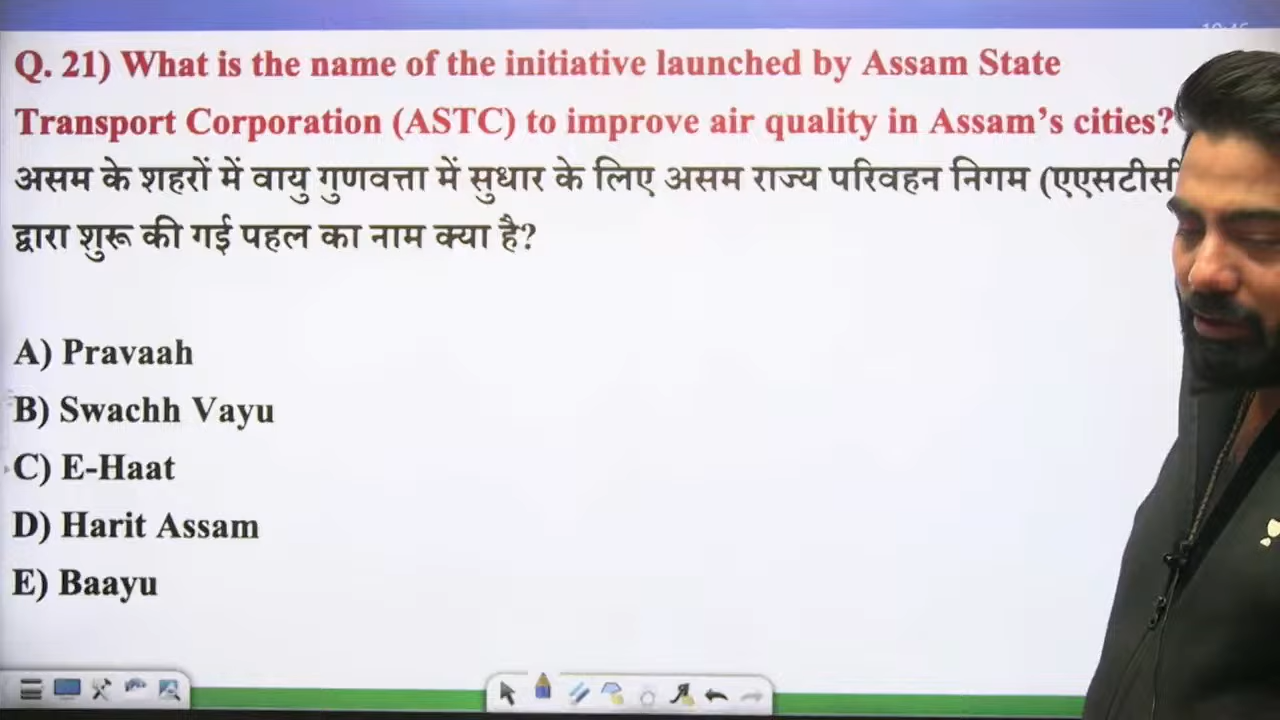 Q. 21) What is the name of the initiative launched by Assam State
Transport Corporation (ASTC) to improve air quality in Assam’s cities?
असम के शहरों में वायु गुणवत्ता में सुधार के लिए असम राज्य परिवहन निगम (एएसटीसी
द्वारा शुरू की गई पहल का नाम क्या है?
A) Pravaah
B) Swachh Vayu
C) E-Haat
D) Harit Assam
E) Baayu